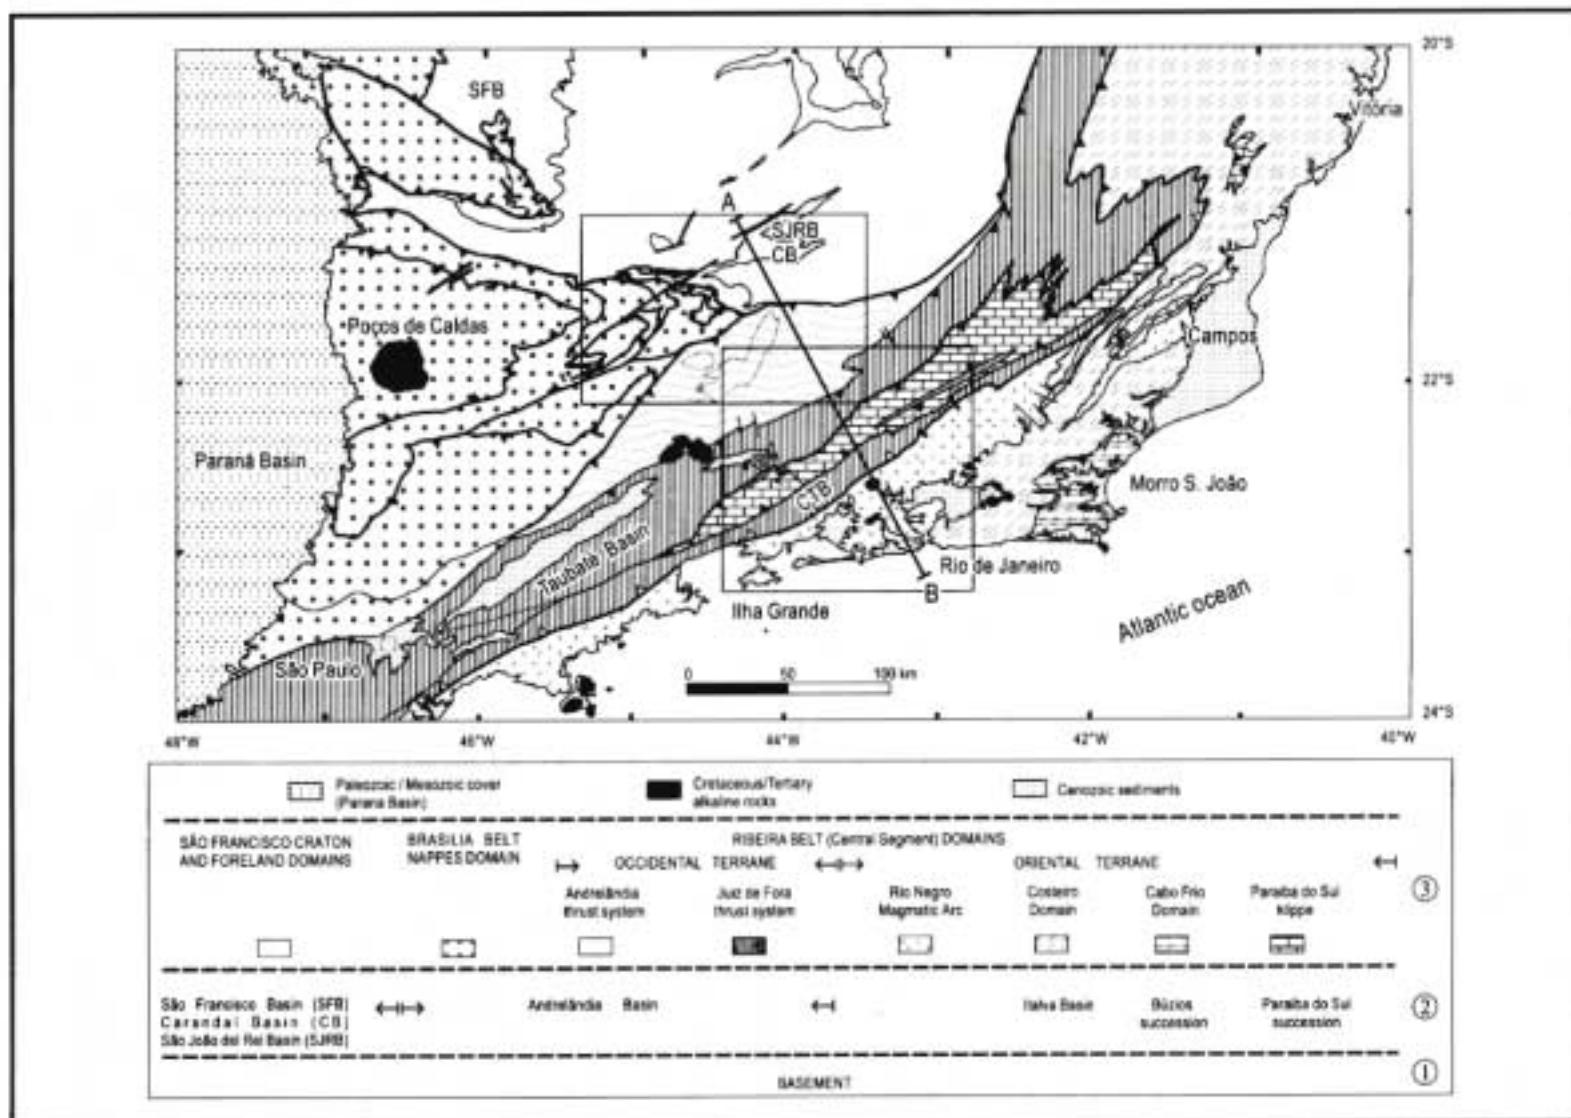 20°S
SFB
Vitória
A
SJRB
CB
Poços de Caldas
Campos
22°S
Paraná Basin
Morro S. João
CTB
Taubaté Basin
Rio de Janeiro
B
Ilha Grande
Atlantic ocean
São Paulo
0 50 100 km
24°S
48°W 46°W 44°W 42°W 40°W
Paleozoic / Mesozoic cover
(Paraná Basin)
Cretaceous/Tertiary
alkaline rocks
Cenozoic sediments
SÃO FRANCISCO CRATON
AND FORELAND DOMAINS
BRASILIA BELT
NAPPES DOMAIN
RIBEIRA BELT (Central Segment) DOMAINS
OCCIDENTAL TERRANE
ORIENTAL TERRANE
Andrelândia
thrust system
Juiz de Fora
thrust system
Rio Negro
Magmatic Arc
Costeiro
Domain
Cabo Frio
Domain
Paraíba do Sul
klippe
③
São Francisco Basin (SFB)
Carandaí Basin (CB)
São João del Rei Basin (SJRB)
Andrelândia Basin
Italva Basin
Búzios
succession
Paraíba do Sul
succession
②
BASEMENT
①